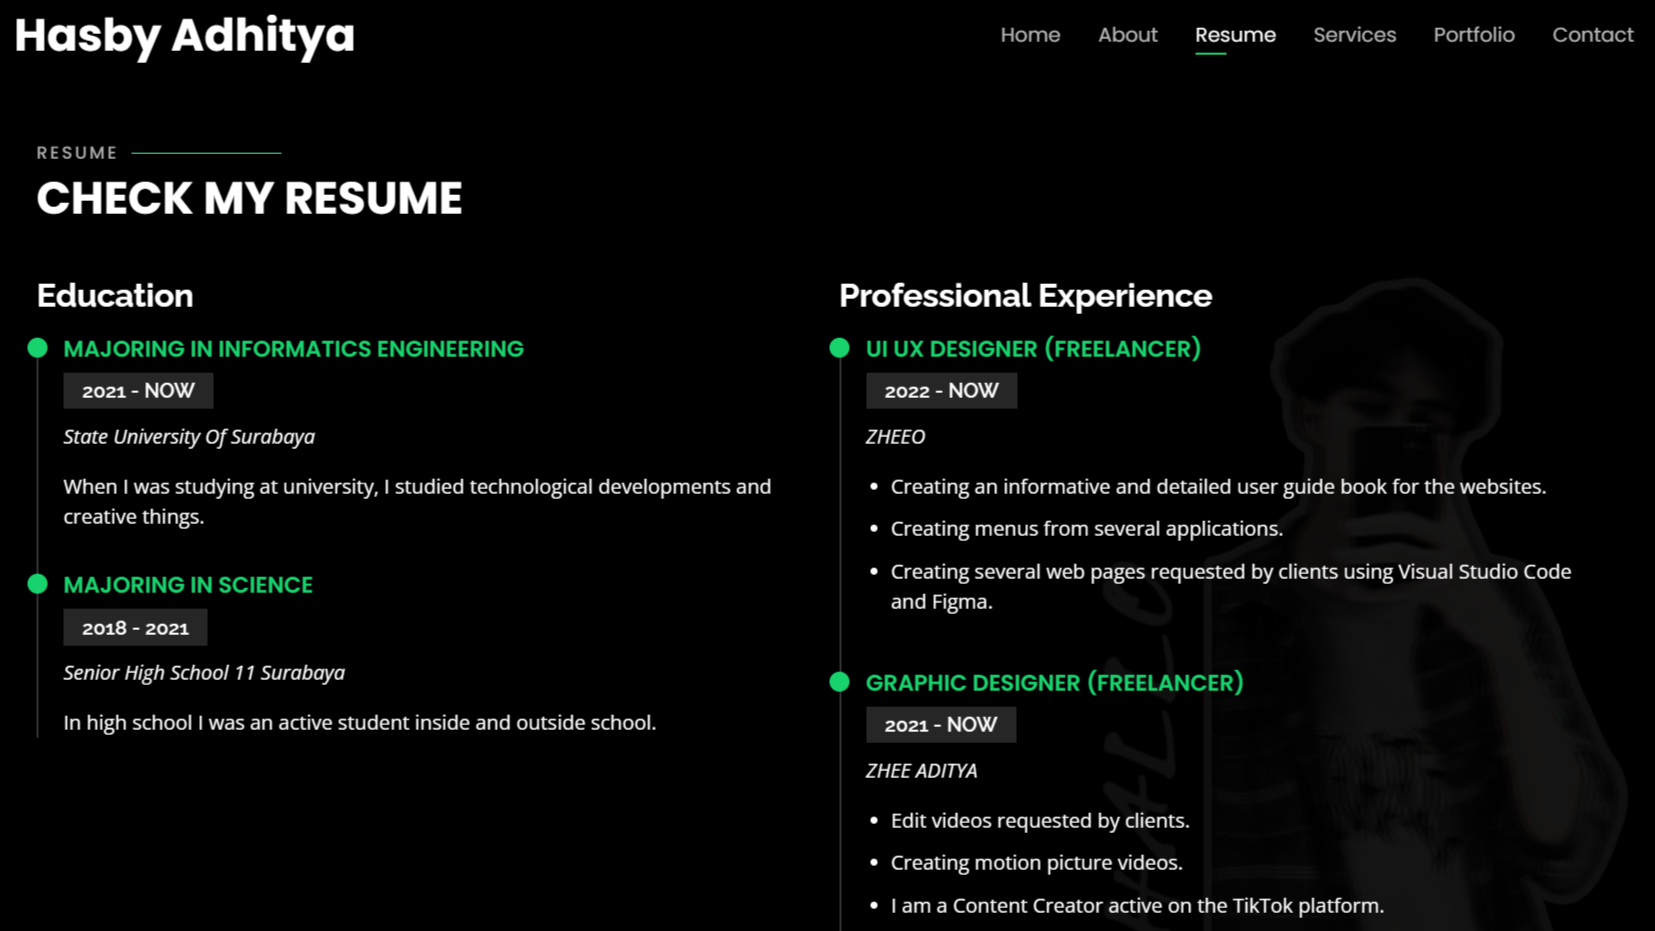 Hasby Adhitya
Home About Resume Services Portfolio Contact
RESUME
CHECK MY RESUME
Education
MAJORING IN INFORMATICS ENGINEERING
2021 - NOW
State University Of Surabaya
When I was studying at university, I studied technological developments and
creative things.
MAJORING IN SCIENCE
2018 - 2021
Senior High School 11 Surabaya
In high school I was an active student inside and outside school.
Professional Experience
UI UX DESIGNER (FREELANCER)
2022 - NOW
ZHEEO
• Creating an informative and detailed user guide book for the websites.
• Creating menus from several applications.
• Creating several web pages requested by clients using Visual Studio Code
and Figma.
GRAPHIC DESIGNER (FREELANCER)
2021 - NOW
ZHEE ADITYA
• Edit videos requested by clients.
• Creating motion picture videos.
• I am a Content Creator active on the TikTok platform.